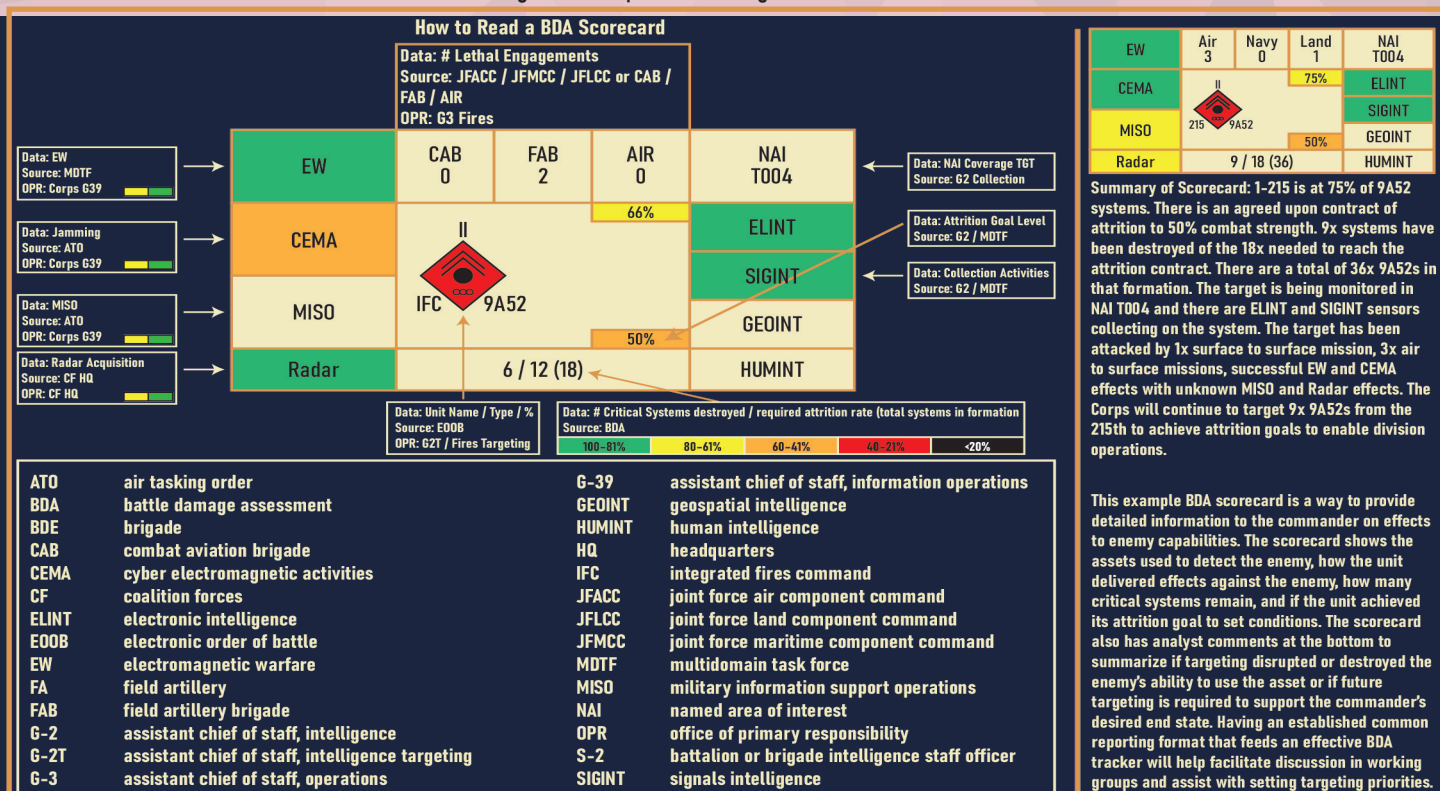 How to Read a BDA Scorecard
Data: # Lethal Engagements
Source: JFACC / JFMCC / JFLCC or CAB /
FAB / AIR
OPR: G3 Fires
Data: EW
Source: MDTF
OPR: Corps G39
Data: Jamming
Source: ATO
OPR: Corps G39
Data: MISO
Source: ATO
OPR: Corps G39
Data: Radar Acquisition
Source: CF HQ
OPR: CF HQ
EW
CAB
0
FAB
2
AIR
0
NAI
T004
CEMA
66%
ELINT
II
SIGINT
IFC
9A52
MISO
GEOINT
50%
Radar
6 / 12 (18)
HUMINT
Data: NAI Coverage TGT
Source: G2 Collection
Data: Attrition Goal Level
Source: G2 / MDTF
Data: Collection Activities
Source: G2 / MDTF
Data: Unit Name / Type / %
Source: EOOB
OPR: G2T / Fires Targeting
Data: # Critical Systems destroyed / required attrition rate (total systems in formation
Source: BDA
100-81%
80-61%
60-41%
40-21%
<20%
ATO air tasking order
BDA battle damage assessment
BDE brigade
CAB combat aviation brigade
CEMA cyber electromagnetic activities
CF coalition forces
ELINT electronic intelligence
EOOB electronic order of battle
EW electromagnetic warfare
FA field artillery
FAB field artillery brigade
G-2 assistant chief of staff, intelligence
G-2T assistant chief of staff, intelligence targeting
G-3 assistant chief of staff, operations
G-39 assistant chief of staff, information operations
GEOINT geospatial intelligence
HUMINT human intelligence
HQ headquarters
IFC integrated fires command
JFACC joint force air component command
JFLCC joint force land component command
JFMCC joint force maritime component command
MDTF multidomain task force
MISO military information support operations
NAI named area of interest
OPR office of primary responsibility
S-2 battalion or brigade intelligence staff officer
SIGINT signals intelligence
EW
Air
3
Navy
0
Land
1
NAI
T004
CEMA
75%
ELINT
II
SIGINT
215
9A52
MISO
GEOINT
50%
Radar
9 / 18 (36)
HUMINT
Summary of Scorecard: 1-215 is at 75% of 9A52
systems. There is an agreed upon contract of
attrition to 50% combat strength. 9x systems have
been destroyed of the 18x needed to reach the
attrition contract. There are a total of 36x 9A52s in
that formation. The target is being monitored in
NAI T004 and there are ELINT and SIGINT sensors
collecting on the system. The target has been
attacked by 1x surface to surface mission, 3x air
to surface missions, successful EW and CEMA
effects with unknown MISO and Radar effects. The
Corps will continue to target 9x 9A52s from the
215th to achieve attrition goals to enable division
operations.
This example BDA scorecard is a way to provide
detailed information to the commander on effects
to enemy capabilities. The scorecard shows the
assets used to detect the enemy, how the unit
delivered effects against the enemy, how many
critical systems remain, and if the unit achieved
its attrition goal to set conditions. The scorecard
also has analyst comments at the bottom to
summarize if targeting disrupted or destroyed the
enemy's ability to use the asset or if future
targeting is required to support the commander's
desired end state. Having an established common
reporting format that feeds an effective BDA
tracker will help facilitate discussion in working
groups and assist with setting targeting priorities.